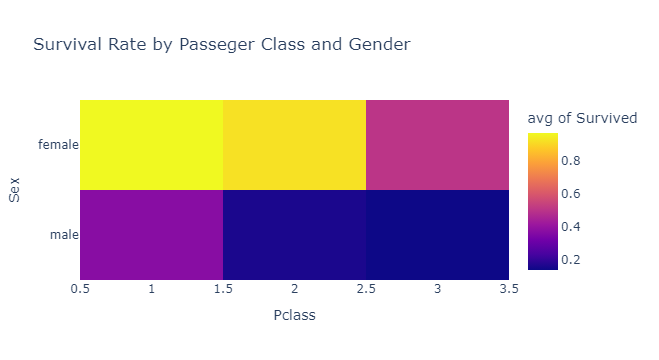 Survival Rate by Passeger Class and Gender
avg of Survived
female
male
Sex
0.8
0.6
0.4
0.2
0.5 1 1.5 2 2.5 3 3.5
Pclass